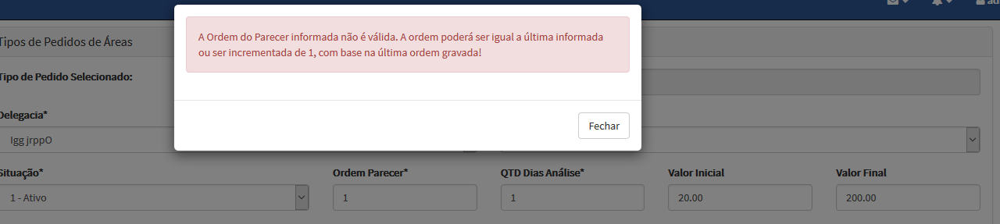 A Ordem do Parecer informada não é válida. A ordem poderá ser igual a última informada
ou ser incrementada de 1, com base na última ordem gravada!
Fechar
Tipos de Pedidos de Áreas
Tipo de Pedido Selecionado:
Delegacia*
Igg jrppO
Situação* Ordem Parecer* QTD Dias Análise* Valor Inicial Valor Final
1 - Ativo 1 1 20.00 200.00